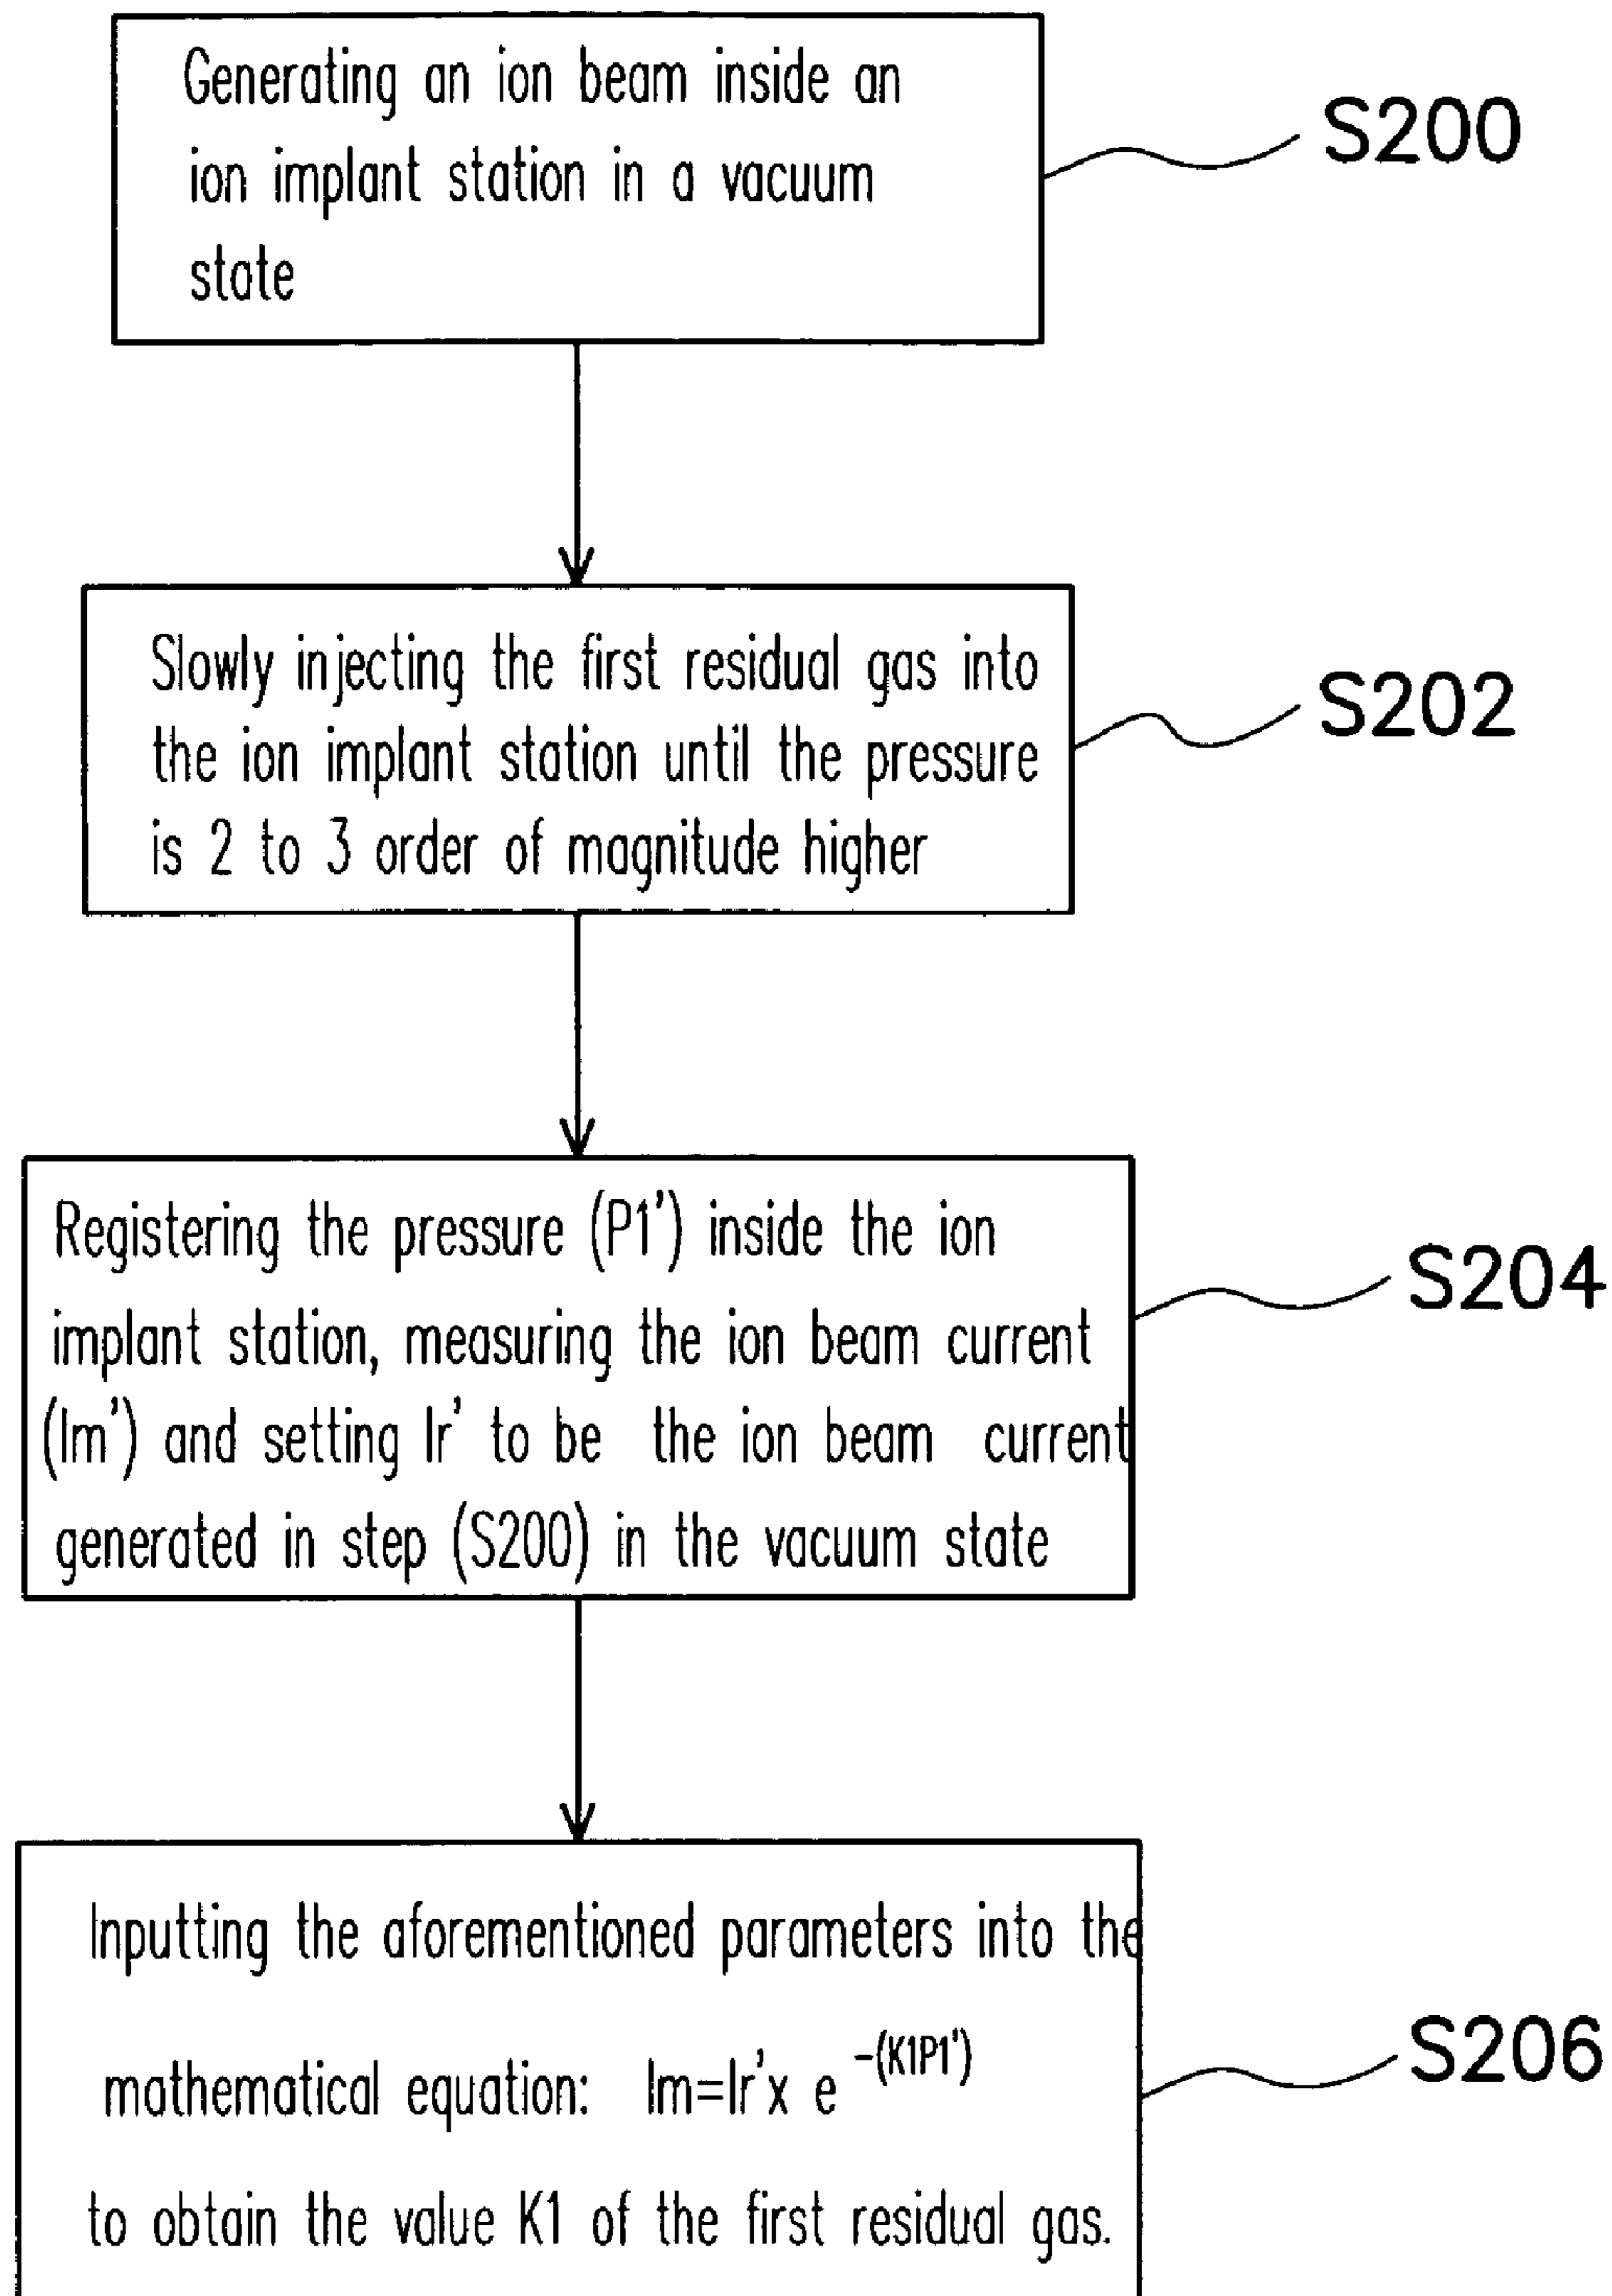 Generating an ion beam inside an
ion implant station in a vacuum
state
S200
Slowly injecting the first residual gas into
the ion implant station until the pressure
is 2 to 3 order of magnitude higher
S202
Registering the pressure (P1') inside the ion
implant station, measuring the ion beam current
(Im') and setting Ir' to be the ion beam current
generated in step (S200) in the vacuum state
S204
Inputting the aforementioned parameters into the
mathematical equation: Im=Ir'x e -(K1P1')
to obtain the value K1 of the first residual gas.
S206